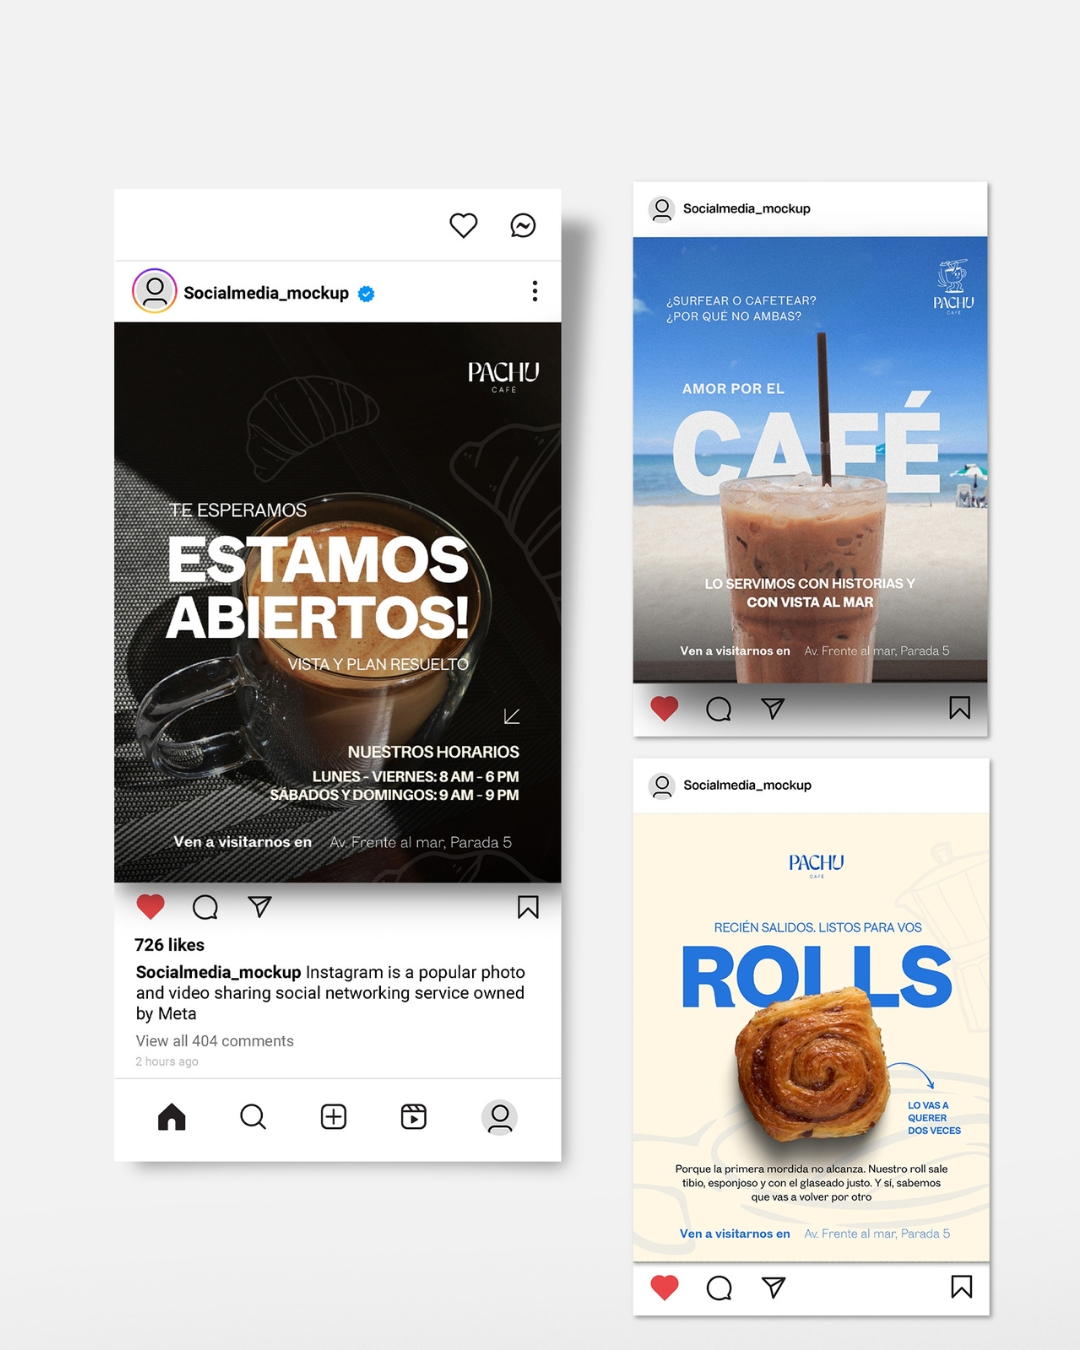 Socialmedia_mockup
PACHU
CAFÉ
TE ESPERAMOS
ESTAMOS
ABIERTOS!
VISTA Y PLAN RESUELTO
NUESTROS HORARIOS
LUNES - VIERNES: 8 AM - 6 PM
SÁBADOS Y DOMINGOS: 9 AM - 9 PM
Ven a visitarnos en Av. Frente al mar, Parada 5
726 likes
Socialmedia_mockup Instagram is a popular photo
and video sharing social networking service owned
by Meta
View all 404 comments
2 hours ago
Socialmedia_mockup
PACHU
CAFÉ
¿SURFEAR O CAFETEAR?
¿POR QUÉ NO AMBAS?
AMOR POR EL
CAFÉ
LO SERVIMOS CON HISTORIAS Y
CON VISTA AL MAR
Ven a visitarnos en Av. Frente al mar, Parada 5
Socialmedia_mockup
PACHU
CAFÉ
RECIÉN SALIDOS. LISTOS PARA VOS
ROLLS
LO VAS A
QUERER
DOS VECES
Porque la primera mordida no alcanza. Nuestro roll sale
tibio, esponjoso y con el glaseado justo. Y sí, sabemos
que vas a volver por otro
Ven a visitarnos en Av. Frente al mar, Parada 5